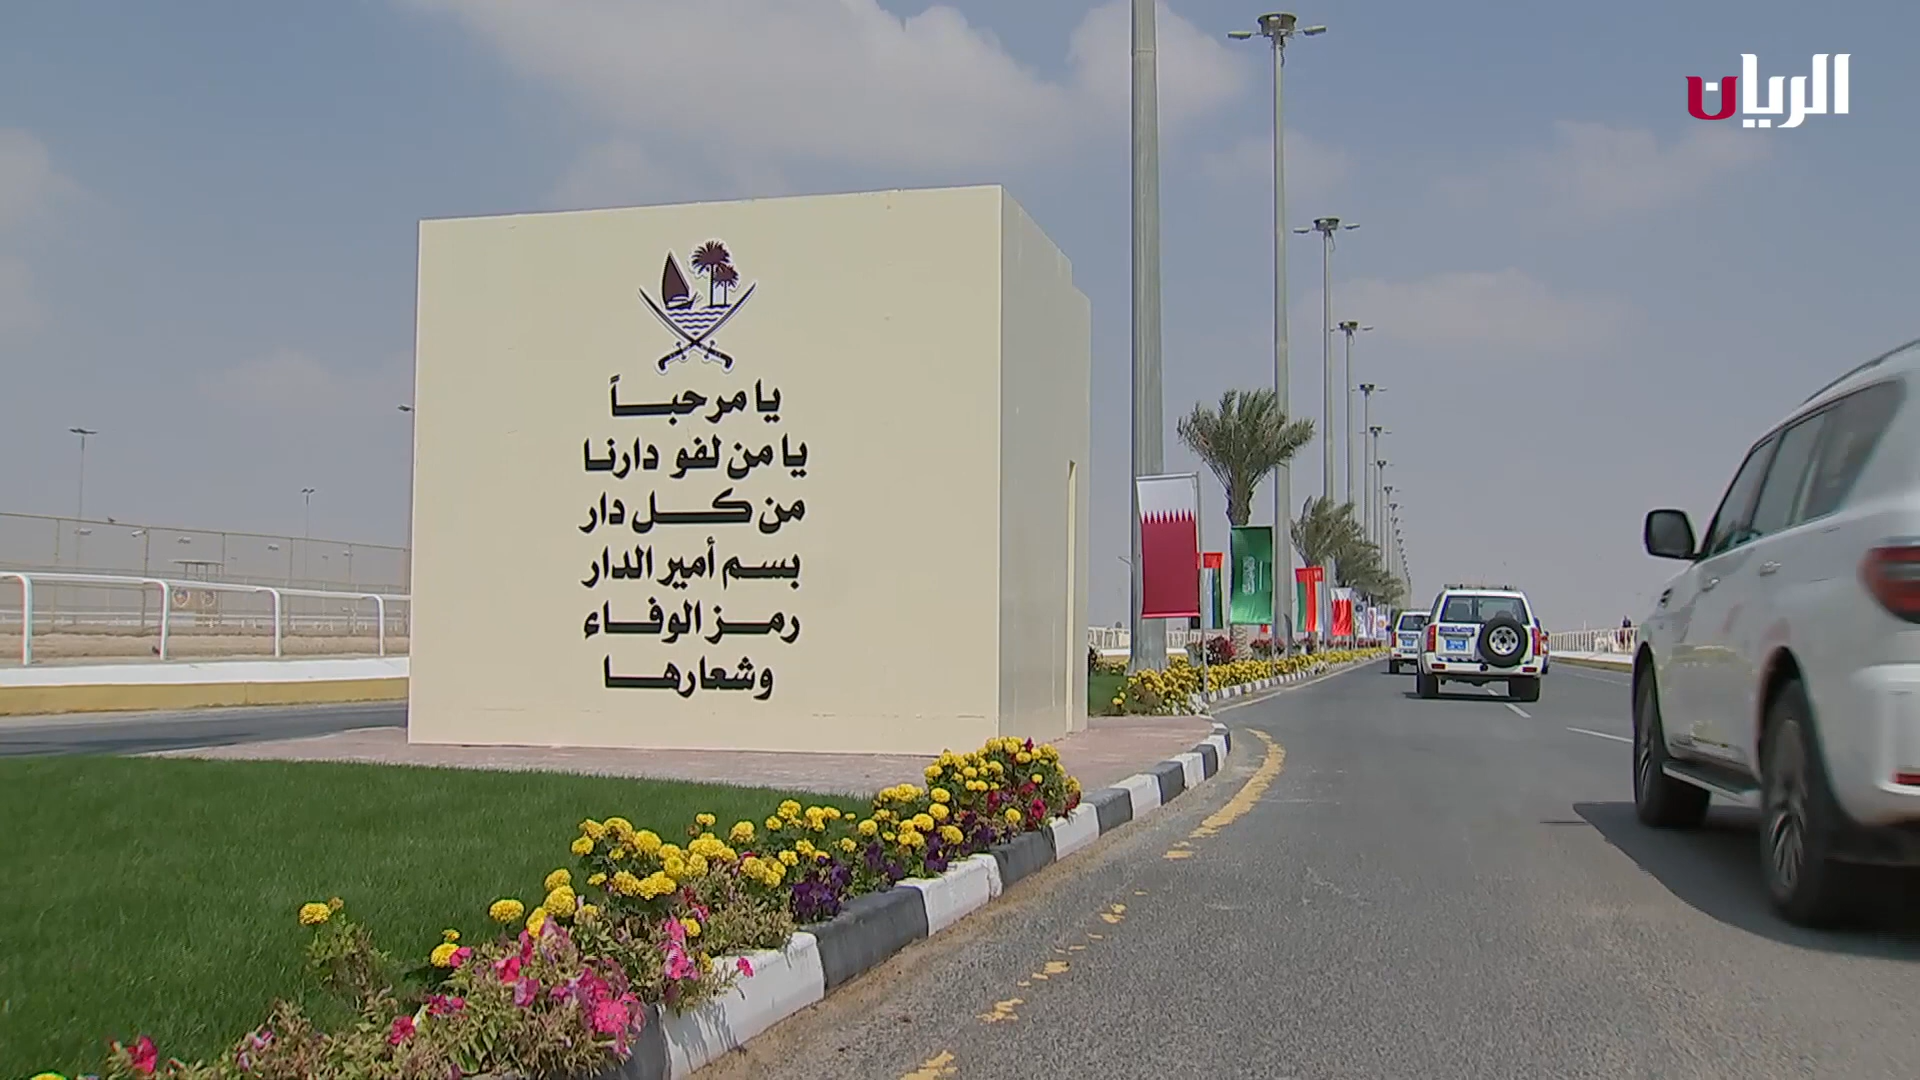 الريان
يا مرحباً
يا من لفو دارنا
من كل دار
بسم أمير الدار
رمز الوفاء
وشعارها